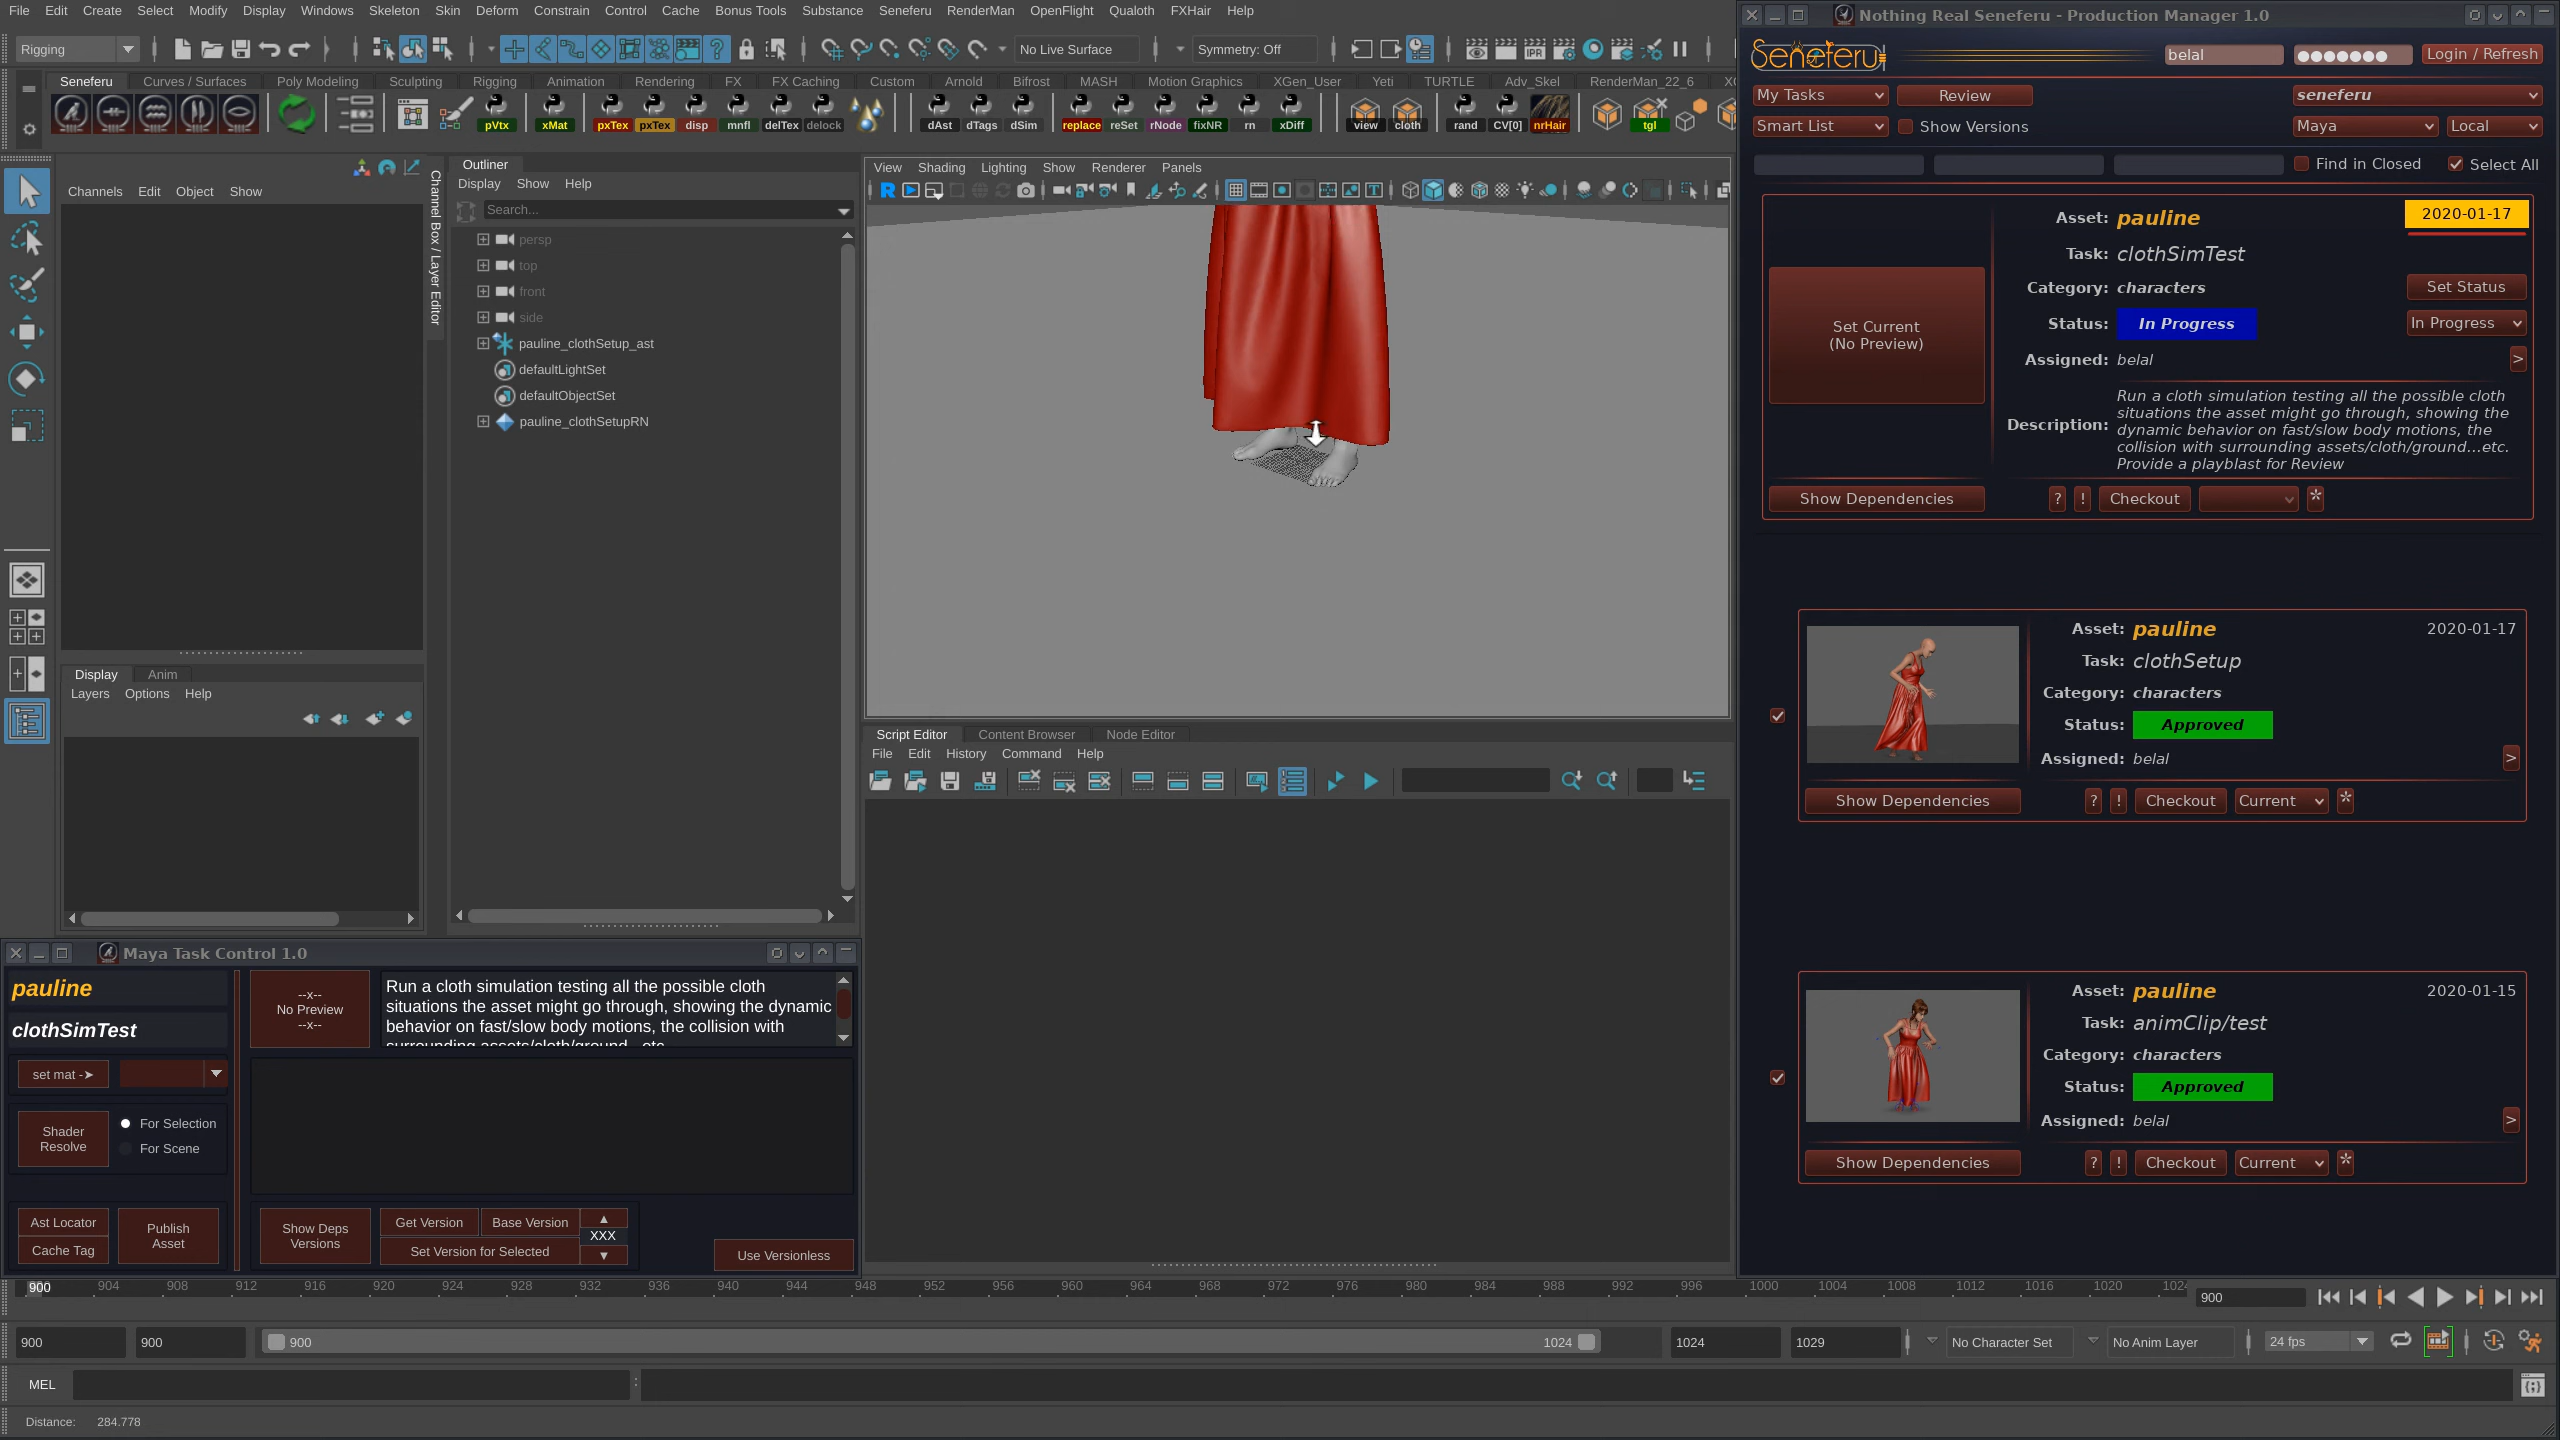 File Edit Create Select Modify Display Windows Skeleton Skin Deform Constrain Control Cache Bonus Tools Substance Seneferu RenderMan OpenFlight Qualoth FXHair Help
Nothing Real Seneferu - Production Manager 1.0
Rigging
No Live Surface
Symmetry: Off
Seneferu
belal
Login / Refresh
Seneferu Curves / Surfaces Poly Modeling Sculpting Rigging Animation Rendering FX FX Caching Custom Arnold Bifrost MASH Motion Graphics XGen_User Yeti TURTLE Adv_Skel RenderMan_22_6
pVtx xMat pxTex pxTex disp mnfl delTex delock dAst dTags dSim replace reSet rNode fixNR rn xDiff view cloth rand CV[0] nrHair tgl
IPR
My Tasks
Review
seneferu
Smart List
Show Versions
Maya
Local
Find in Closed
Select All
Channels Edit Object Show
Channel Box / Layer Editor
Outliner
Display Show Help
Search...
persp
top
front
side
pauline_clothSetup_ast
defaultLightSet
defaultObjectSet
pauline_clothSetupRN
View Shading Lighting Show Renderer Panels
Asset: pauline
2020-01-17
Task: clothSimTest
Category: characters
Set Status
Set Current
(No Preview)
Status: In Progress
In Progress
Assigned: belal
>
Description: Run a cloth simulation testing all the possible cloth
situations the asset might go through, showing the
dynamic behavior on fast/slow body motions, the
collision with surrounding assets/cloth/ground...etc.
Provide a playblast for Review
Show Dependencies
? ! Checkout *
Asset: pauline
2020-01-17
Task: clothSetup
Category: characters
Status: Approved
Assigned: belal
>
Show Dependencies
? ! Checkout Current *
Asset: pauline
2020-01-15
Task: animClip/test
Category: characters
Status: Approved
Assigned: belal
>
Show Dependencies
? ! Checkout Current *
Display Anim
Layers Options Help
Script Editor Content Browser Node Editor
File Edit History Command Help
Maya Task Control 1.0
pauline
clothSimTest
--x--
No Preview
--x--
Run a cloth simulation testing all the possible cloth
situations the asset might go through, showing the dynamic
behavior on fast/slow body motions, the collision with
surrounding assets/cloth/ground...etc.
set mat ->
Shader
Resolve
For Selection
For Scene
Ast Locator
Cache Tag
Publish
Asset
Show Deps
Versions
Get Version
Base Version
Set Version for Selected
XXX
Use Versionless
900 904 908 912 916 920 924 928 932 936 940 944 948 952 956 960 964 968 972 976 980 984 988 992 996 1000 1004 1008 1012 1016 1020
900
900 900 900 1024 1024 1029
No Character Set
No Anim Layer
24 fps
MEL
Distance: 284.778